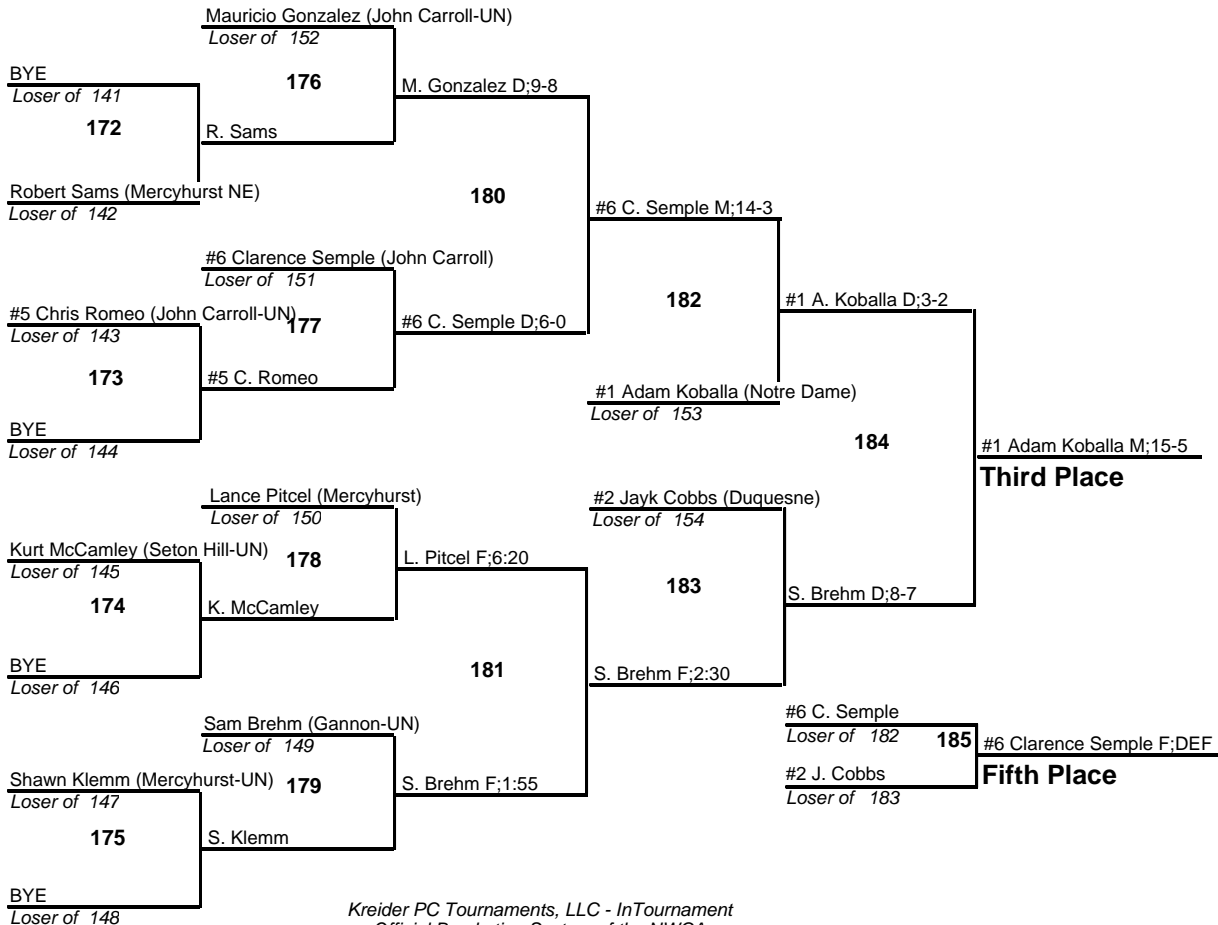 Mauricio Gonzalez (John Carroll-UN)
Loser of 152
BYE
Loser of 141
176
M. Gonzalez D;9-8
172
R. Sams
Robert Sams (Mercyhurst NE)
Loser of 142
180
#6 C. Semple M;14-3
#6 Clarence Semple (John Carroll)
Loser of 151
#5 Chris Romeo (John Carroll-UN)
Loser of 143
177
#6 C. Semple D;6-0
182
#1 A. Koballa D;3-2
173
#5 C. Romeo
#1 Adam Koballa (Notre Dame)
Loser of 153
BYE
Loser of 144
184
#1 Adam Koballa M;15-5
Third Place
Lance Pitcel (Mercyhurst)
Loser of 150
#2 Jayk Cobbs (Duquesne)
Loser of 154
Kurt McCamley (Seton Hill-UN)
Loser of 145
178
L. Pitcel F;6:20
183
174
K. McCamley
S. Brehm D;8-7
BYE
Loser of 146
181
S. Brehm F;2:30
Sam Brehm (Gannon-UN)
Loser of 149
#6 C. Semple
Loser of 182
185
#6 Clarence Semple F;DEF
Fifth Place
#2 J. Cobbs
Loser of 183
Shawn Klemm (Mercyhurst-UN)
Loser of 147
179
S. Brehm F;1:55
175
S. Klemm
BYE
Loser of 148
Kreider PC Tournaments, LLC - InTournament